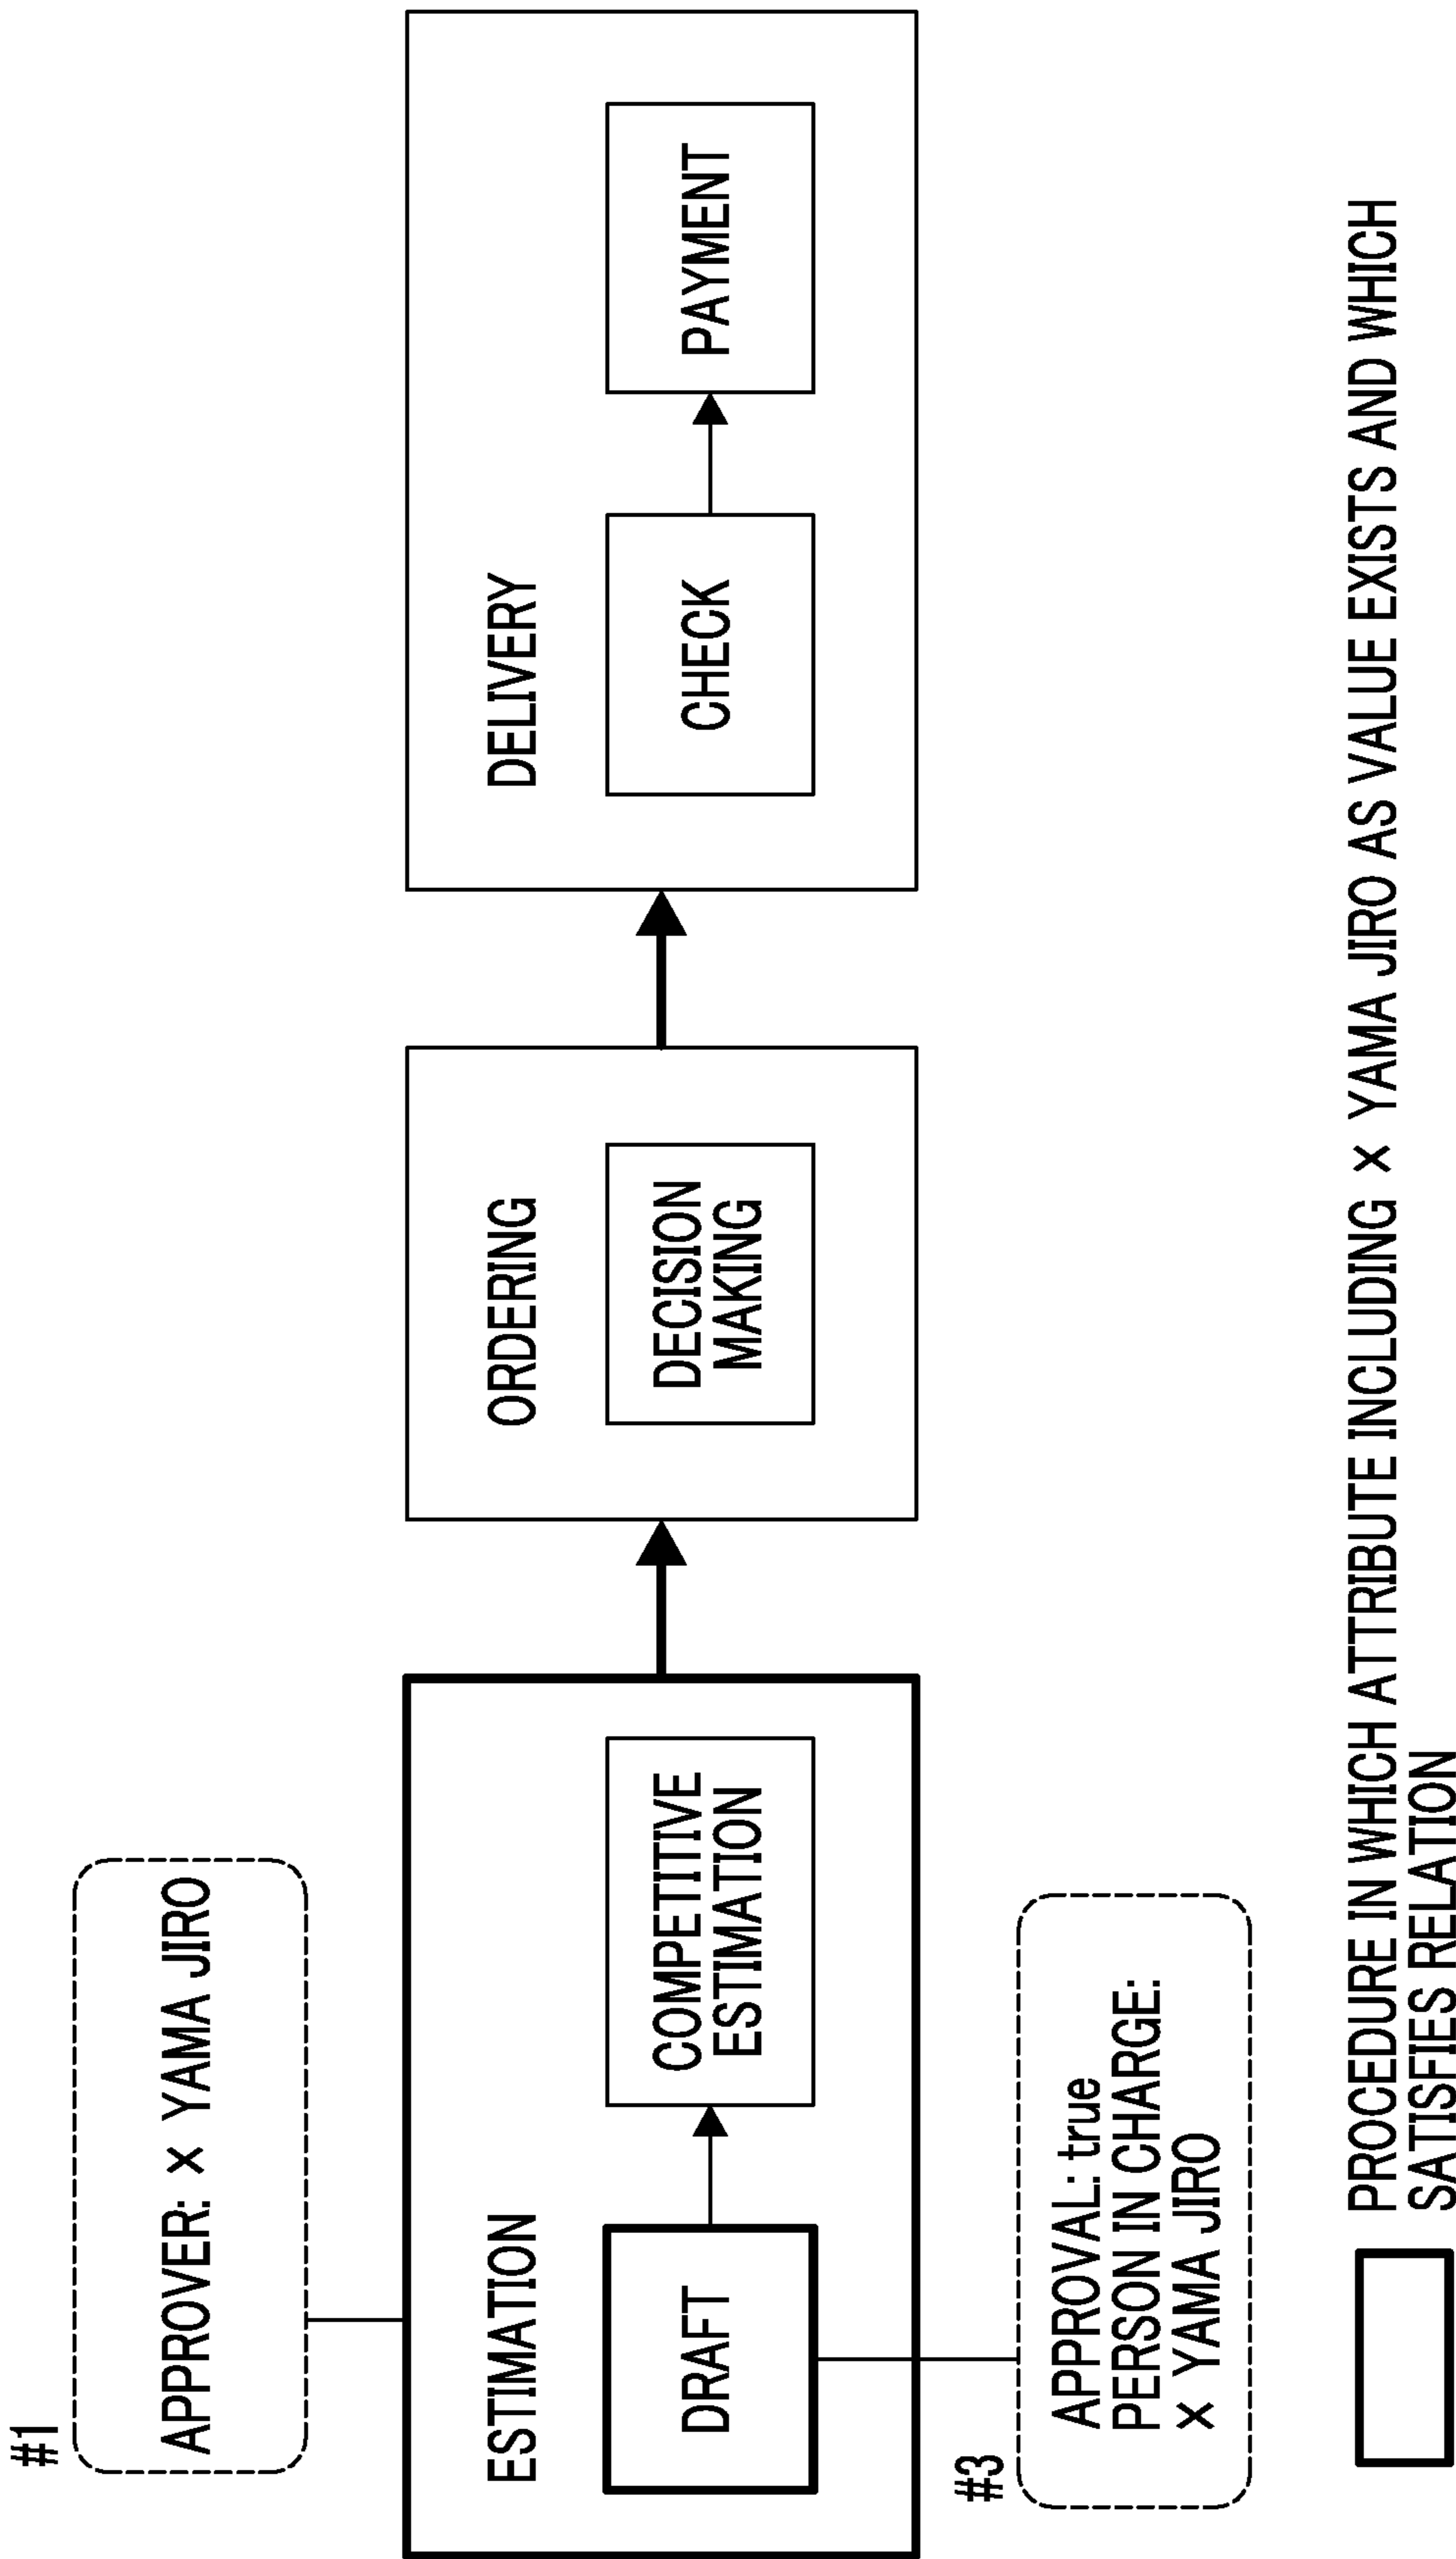 #1
APPROVER: × YAMA JIRO
ESTIMATION
DRAFT
COMPETITIVE
ESTIMATION
ORDERING
DECISION
MAKING
DELIVERY
CHECK
PAYMENT
#3
APPROVAL: true
PERSON IN CHARGE:
× YAMA JIRO
PROCEDURE IN WHICH ATTRIBUTE INCLUDING × YAMA JIRO AS VALUE EXISTS AND WHICH
SATISFIES RELATION